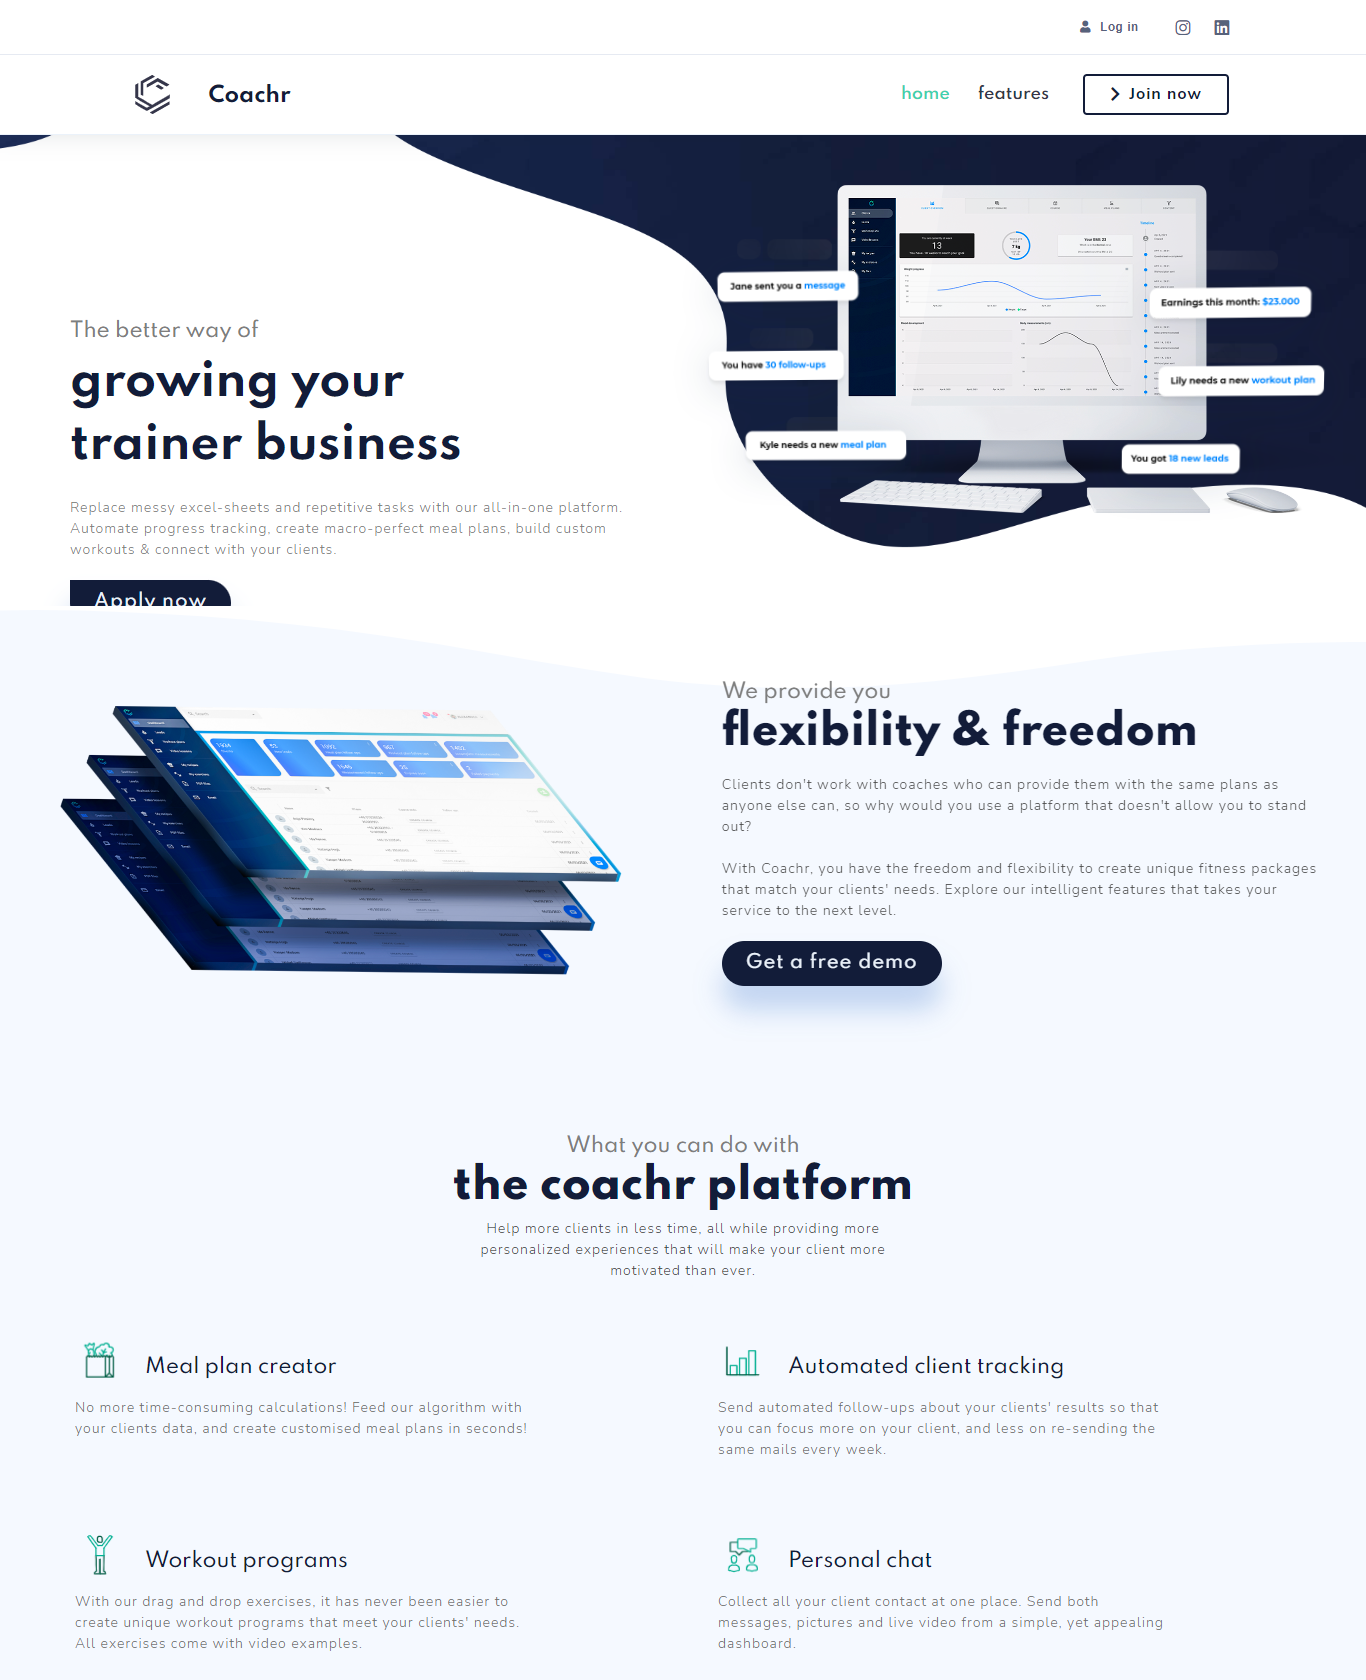 Log in
Coachr
home
features
Join now
Jane sent you a message
Earnings this month: $23.000
You have 30 follow-ups
Lily needs a new workout plan
Kyle needs a new meal plan
You got 18 new leads
13
7 kg
Your BMI: 23
The better way of
growing your
trainer business
Replace messy excel-sheets and repetitive tasks with our all-in-one platform.
Automate progress tracking, create macro-perfect meal plans, build custom
workouts & connect with your clients.
Apply now
We provide you
flexibility & freedom
Clients don't work with coaches who can provide them with the same plans as
anyone else can, so why would you use a platform that doesn't allow you to stand
out?
With Coachr, you have the freedom and flexibility to create unique fitness packages
that match your clients' needs. Explore our intelligent features that takes your
service to the next level.
Get a free demo
What you can do with
the coachr platform
Help more clients in less time, all while providing more
personalized experiences that will make your client more
motivated than ever.
Meal plan creator
No more time-consuming calculations! Feed our algorithm with
your clients data, and create customised meal plans in seconds!
Automated client tracking
Send automated follow-ups about your clients' results so that
you can focus more on your client, and less on re-sending the
same mails every week.
Workout programs
With our drag and drop exercises, it has never been easier to
create unique workout programs that meet your clients' needs.
All exercises come with video examples.
Personal chat
Collect all your client contact at one place. Send both
messages, pictures and live video from a simple, yet appealing
dashboard.